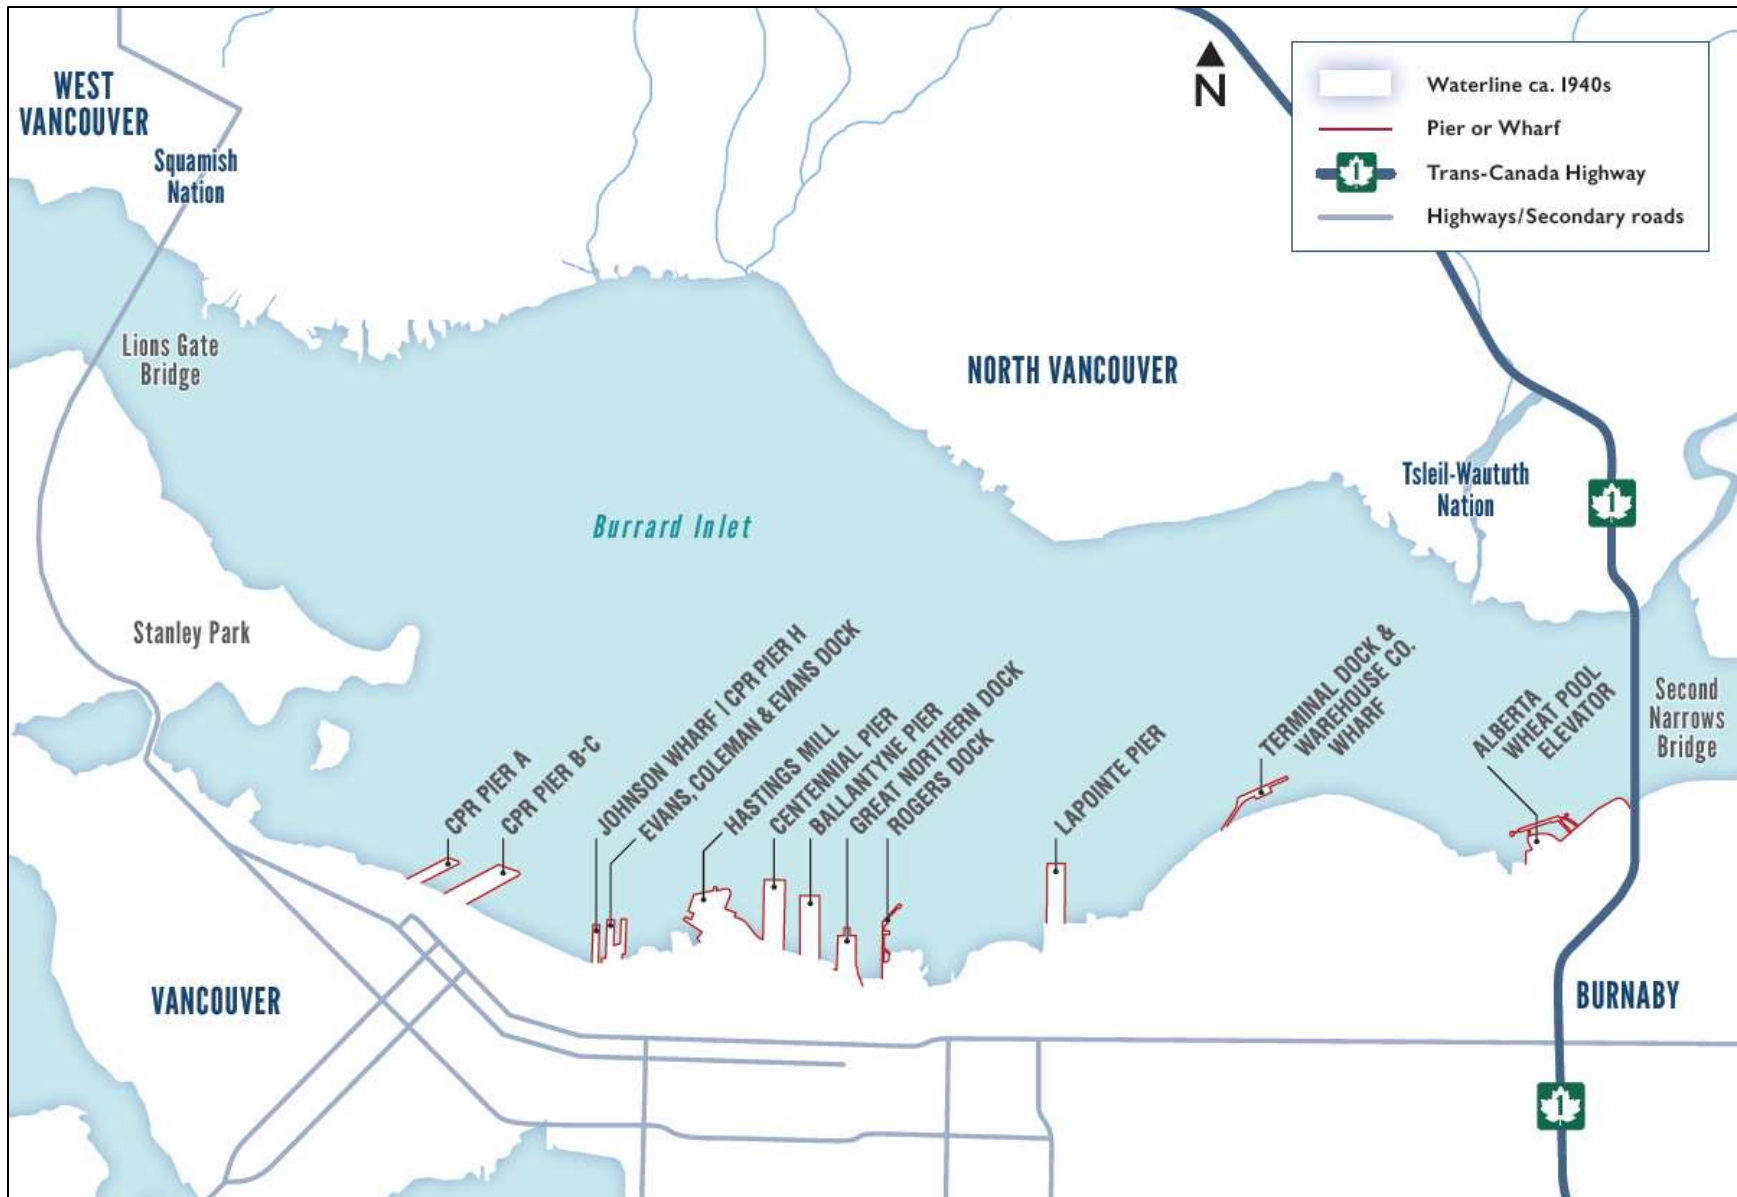 WEST
VANCOUVER
Squamish
Nation
N
Waterline ca. 1940s
Pier or Wharf
1
Trans-Canada Highway
Highways/Secondary roads
Lions Gate
Bridge
NORTH VANCOUVER
Tsleil-Waututh
Nation
1
Burrard Inlet
Stanley Park
CPR PIER A
CPR PIER B-C
JOHNSON WHARF | CPR PIER H
EVANS, COLEMAN & EVANS DOCK
HASTINGS MILL
CENTENNIAL PIER
BALLANTYNE PIER
GREAT NORTHERN DOCK
ROGERS DOCK
LAPOINTE PIER
TERMINAL DOCK &
WAREHOUSE CO.
WHARF
ALBERTA
WHEAT POOL
ELEVATOR
Second
Narrows
Bridge
VANCOUVER
BURNABY
1